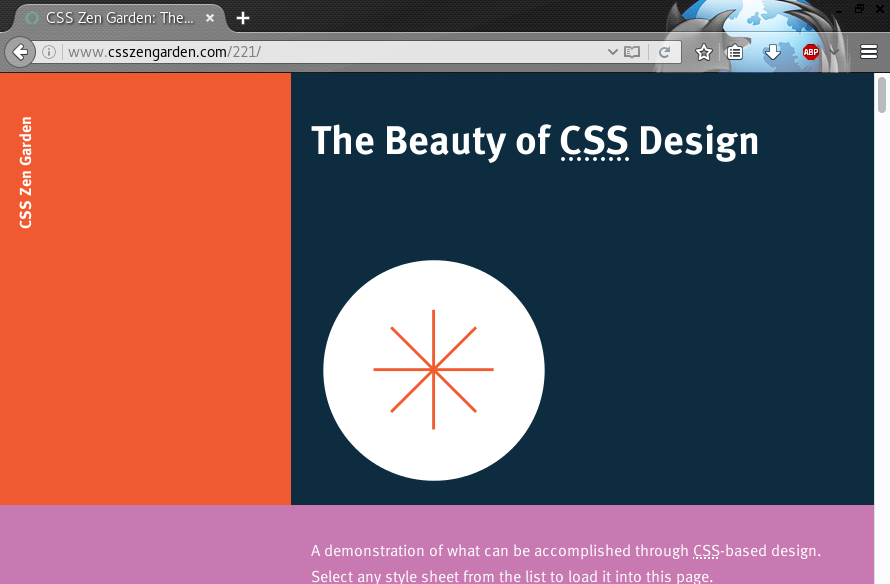 CSS Zen Garden: The...
www.csszengarden.com/221/
ABP
CSS Zen Garden
The Beauty of CSS Design
A demonstration of what can be accomplished through CSS-based design.
Select any style sheet from the list to load it into this page.